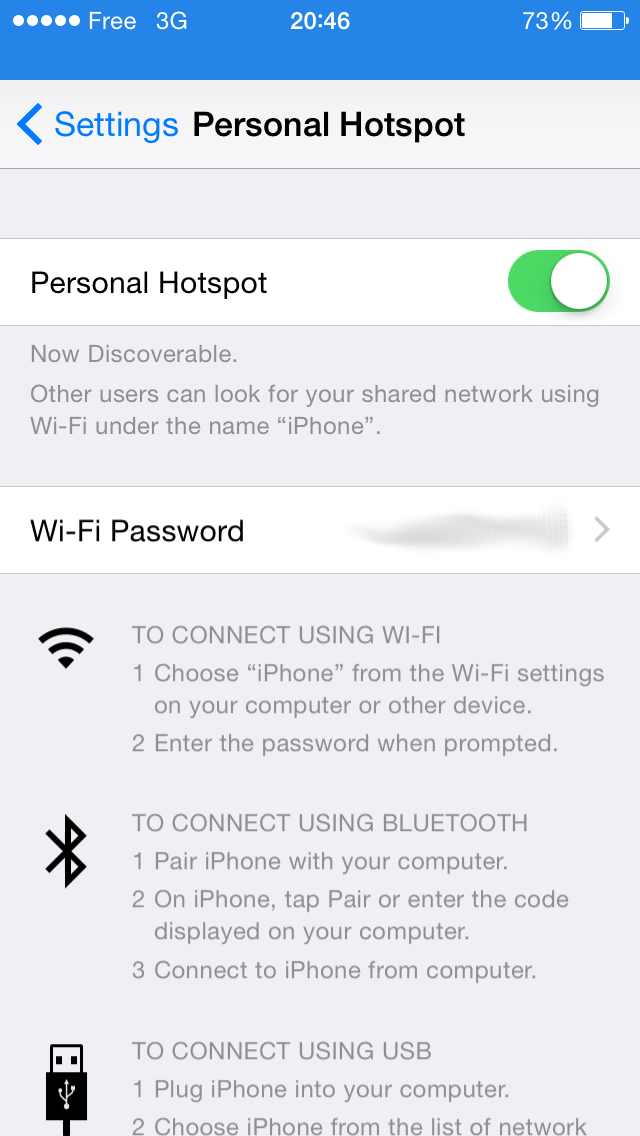 Free 3G 20:46 73%
Settings Personal Hotspot
Personal Hotspot
Now Discoverable.
Other users can look for your shared network using
Wi-Fi under the name “iPhone”.
Wi-Fi Password
TO CONNECT USING WI-FI
1 Choose “iPhone” from the Wi-Fi settings
on your computer or other device.
2 Enter the password when prompted.
TO CONNECT USING BLUETOOTH
1 Pair iPhone with your computer.
2 On iPhone, tap Pair or enter the code
displayed on your computer.
3 Connect to iPhone from computer.
TO CONNECT USING USB
1 Plug iPhone into your computer.
2 Choose iPhone from the list of network